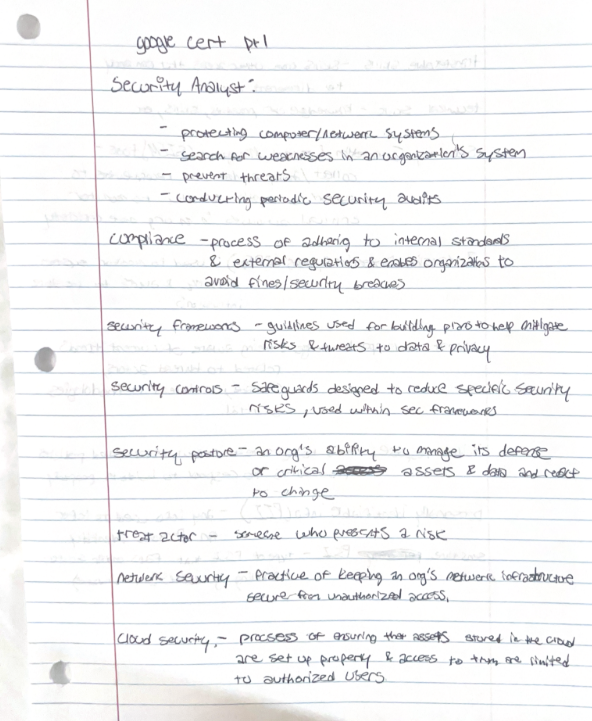 google cert pt1
Security Analyst:
- protecting computer/network systems
- search for weaknesses in an organization's system
- prevent threats
- conducting periodic security audits
compliance - process of adhering to internal standards
& external regulations & enables organizations to
avoid fines/security breaches
security frameworks - guidlines used for building plans to help mitigate
risks & threats to data & privacy
security controls - safeguards designed to reduce specific security
risks, used within sec frameworks
security posture - an org's ability to manage its defense
or critical assets & data and react
to change
treat actor - someone who presents a risk
network security - practice of keeping an org's network infrastructure
secure from unauthorized access.
cloud security - process of ensuring that assets stored in the cloud
are set up properly & access to them are limited
to authorized users